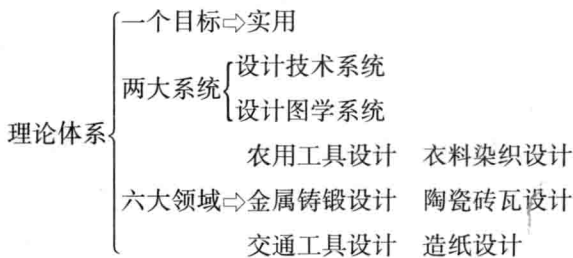 一个目标⇨实用
两大系统
设计技术系统
设计图学系统
理论体系
农用工具设计 衣料染织设计
六大领域⇨金属铸锻设计 陶瓷砖瓦设计
交通工具设计 造纸设计